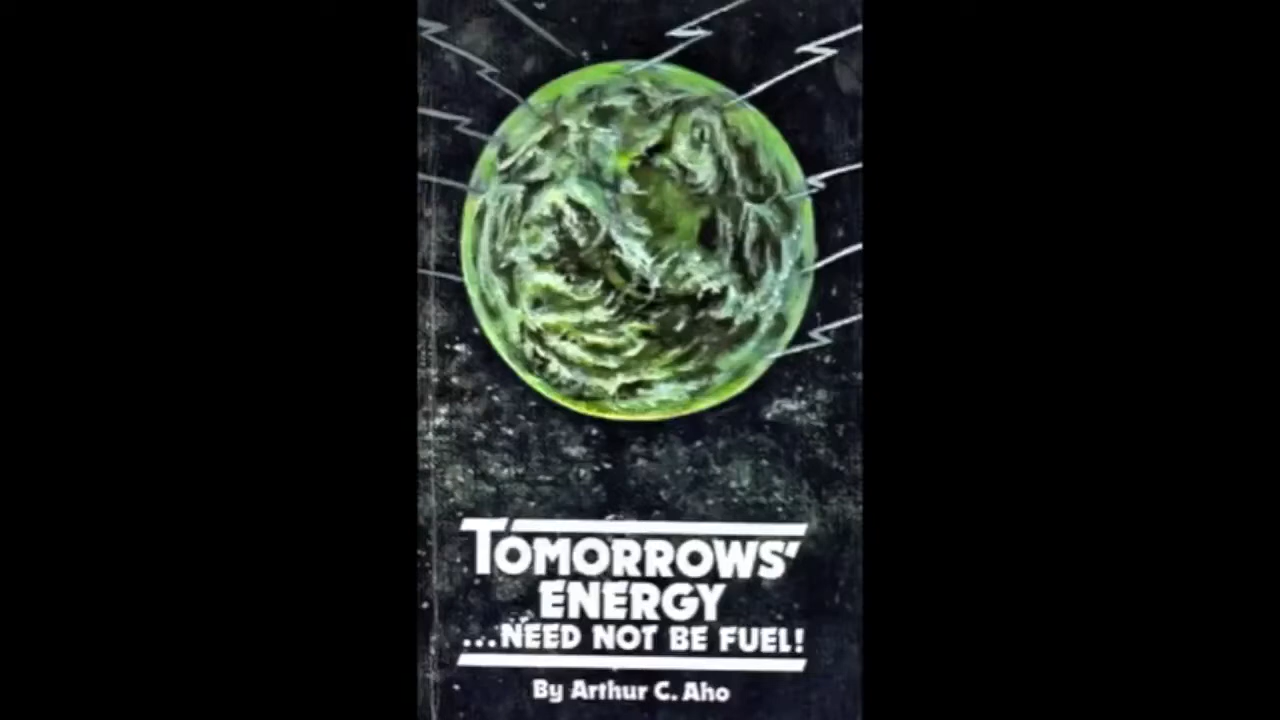 TOMORROWS'
ENERGY
...NEED NOT BE FUEL!
By Arthur C. Aho